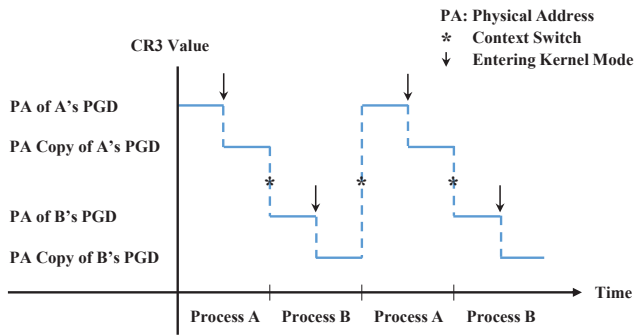 PA: Physical Address
* Context Switch
Entering Kernel Mode
CR3 Value
PA of A's PGD
PA Copy of A's PGD
* * *
PA of B's PGD
PA Copy of B's PGD
Time
Process A Process B Process A Process B